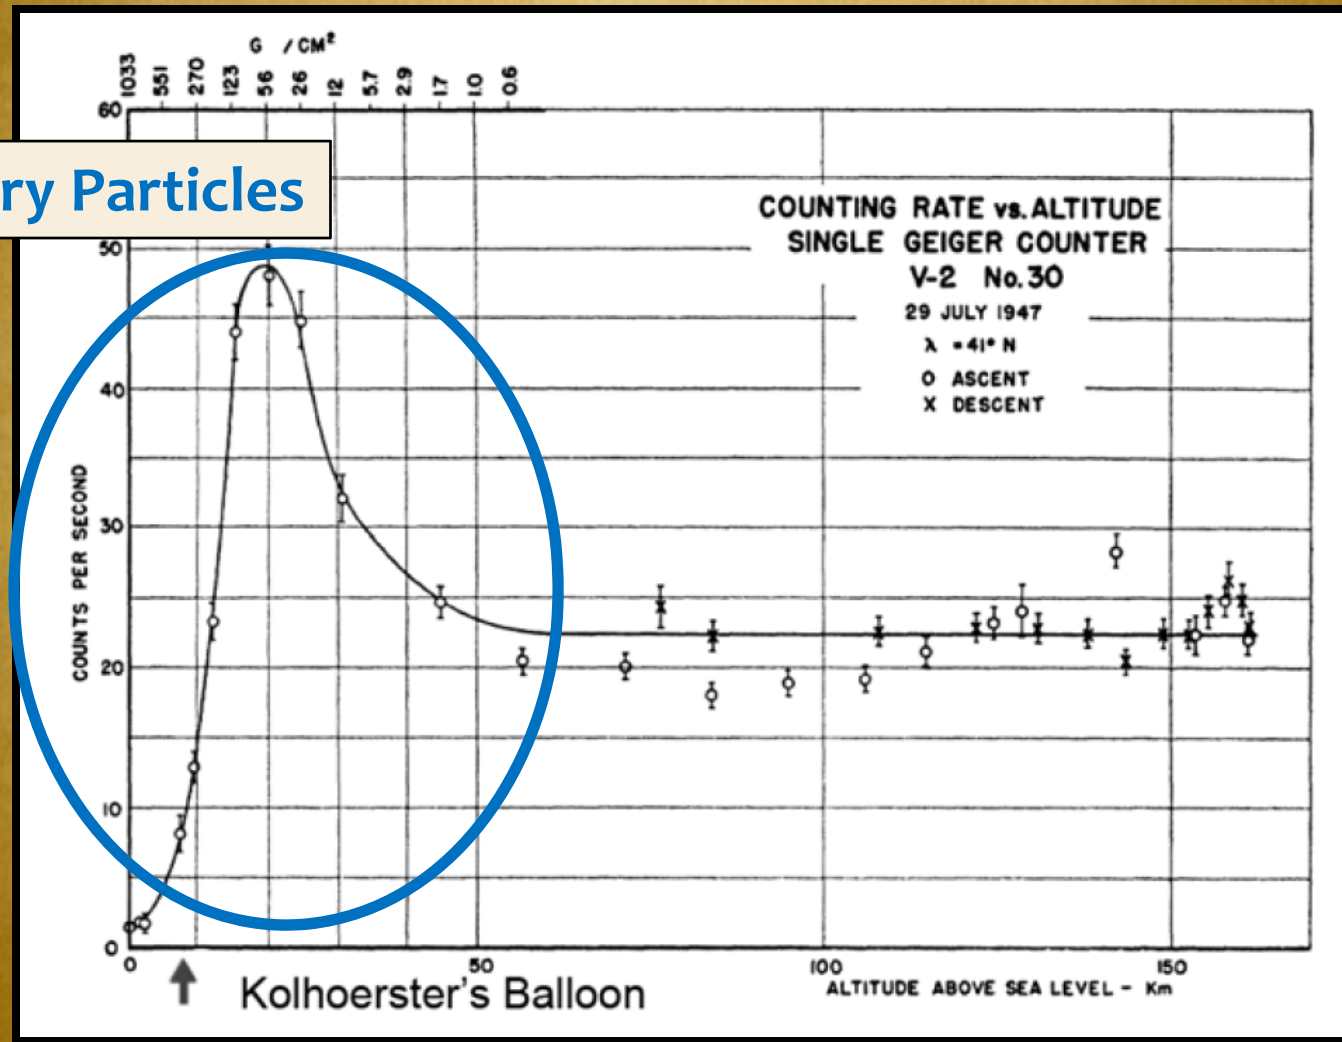 G /CM²
1033 551 270 123 56 26 12 5.7 2.9 1.7 1.0 0.6
60
ry Particles
50
COUNTING RATE vs. ALTITUDE
SINGLE GEIGER COUNTER
V-2 No. 30
29 JULY 1947
λ = 41° N
O ASCENT
X DESCENT
40
COUNTS PER SECOND
30
20
10
0
0 50 100 150
Kolhoerster's Balloon
ALTITUDE ABOVE SEA LEVEL - Km